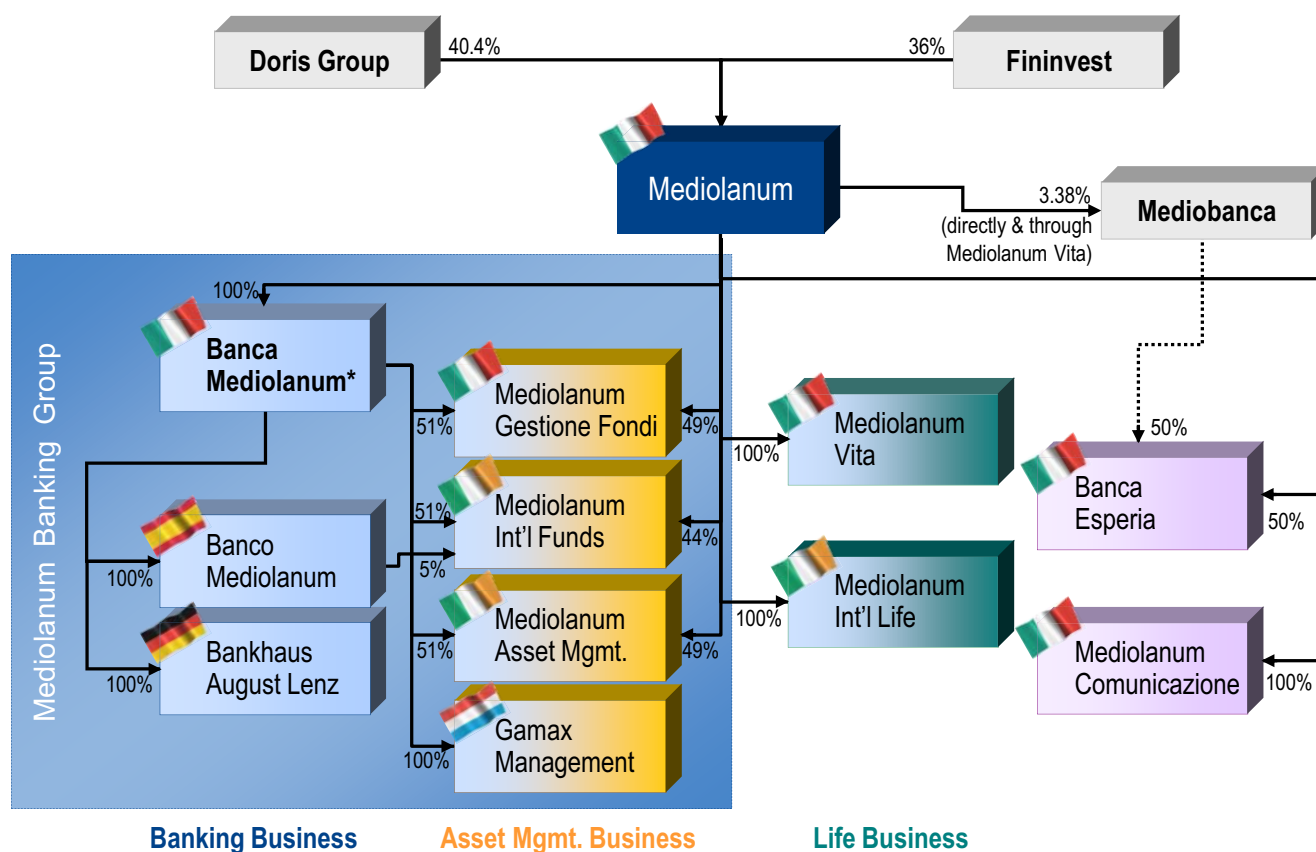 40.4%
36%
Doris Group
Fininvest
Mediolanum
3.38%
(directly & through
Mediolanum Vita)
Mediobanca
Mediolanum Banking Group
100%
Banca
Mediolanum*
Mediolanum
Gestione Fondi
51%
49%
100%
Mediolanum
Vita
50%
Banca
Esperia
50%
Mediolanum
Int'l Funds
51%
44%
5%
Banco
Mediolanum
100%
Mediolanum
Int'l Life
100%
Mediolanum
Asset Mgmt.
51%
49%
Bankhaus
August Lenz
100%
Mediolanum
Comunicazione
100%
Gamax
Management
100%
Banking Business
Asset Mgmt. Business
Life Business